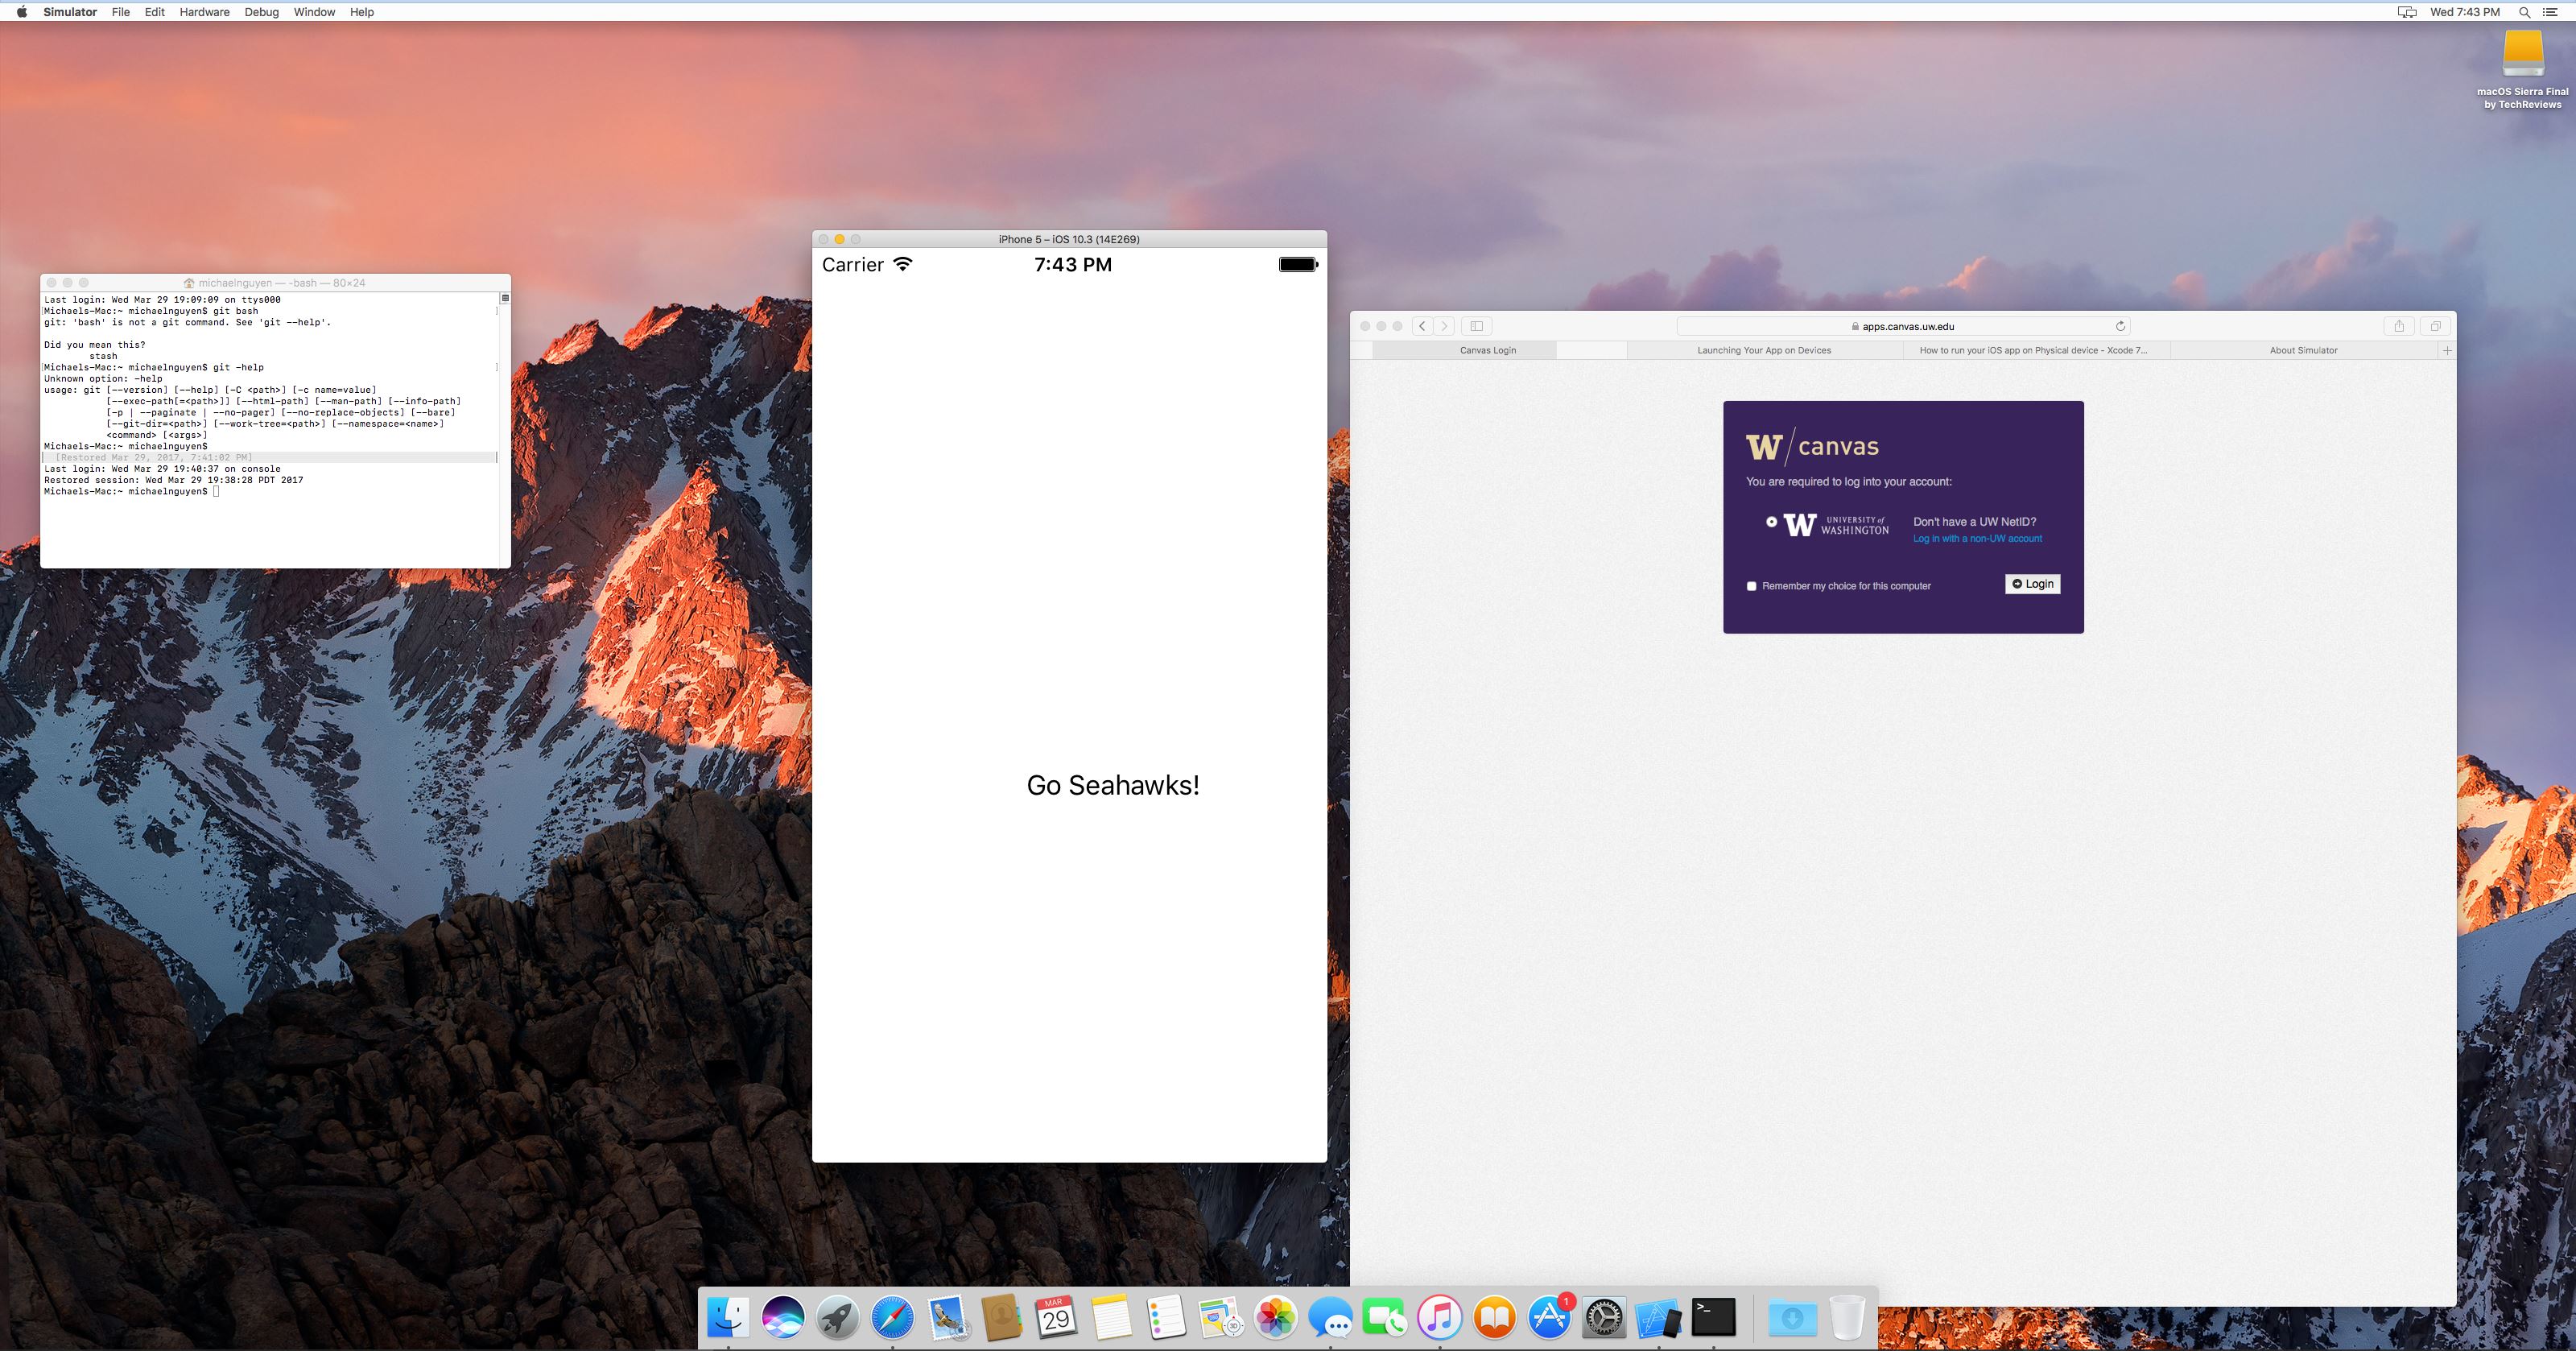 Simulator File Edit Hardware Debug Window Help
Wed 7:43 PM
macOS Sierra Final
by TechReviews
michaelnguyen — -bash — 80×24
Last login: Wed Mar 29 19:09:09 on ttys000
[Michaels-Mac:~ michaelnguyen$ git bash ]
git: 'bash' is not a git command. See 'git --help'.
Did you mean this?
stash
[Michaels-Mac:~ michaelnguyen$ git -help ]
Unknown option: -help
usage: git [--version] [--help] [-C <path>] [-c name=value]
[--exec-path[=<path>]] [--html-path] [--man-path] [--info-path]
[-p | --paginate | --no-pager] [--no-replace-objects] [--bare]
[--git-dir=<path>] [--work-tree=<path>] [--namespace=<name>]
<command> [<args>]
Michaels-Mac:~ michaelnguyen$
[Restored Mar 29, 2017, 7:41:02 PM]
Last login: Wed Mar 29 19:40:37 on console
Restored session: Wed Mar 29 19:38:28 PDT 2017
Michaels-Mac:~ michaelnguyen$
iPhone 5 – iOS 10.3 (14E269)
Carrier 7:43 PM
Go Seahawks!
apps.canvas.uw.edu
Canvas Login
Launching Your App on Devices
How to run your iOS app on Physical device - Xcode 7...
About Simulator
W / canvas
You are required to log into your account:
W UNIVERSITY of
WASHINGTON
Don't have a UW NetID?
Log in with a non-UW account
Remember my choice for this computer
Login
MAR
29
3D
1
>_